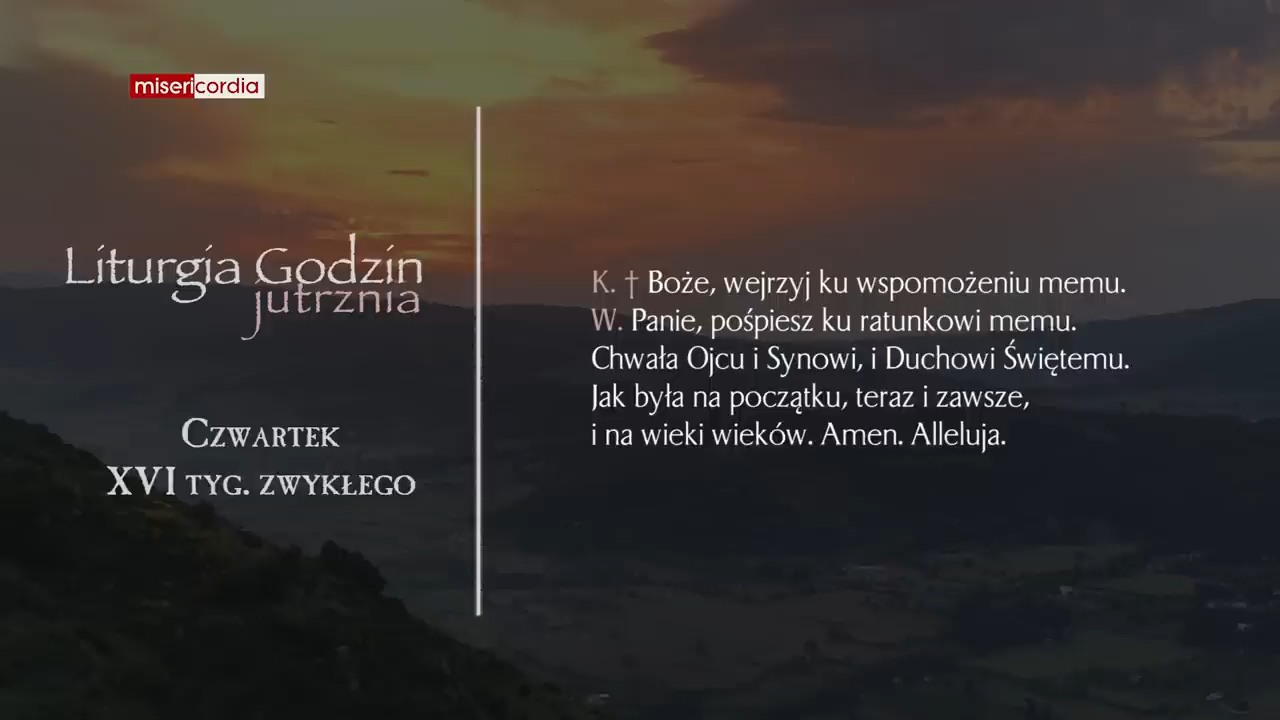 misericordia
Liturgia Godzin
jutrznia
Czwartek
XVI tyg. zwykłego
K. † Boże, wejrzyj ku wspomożeniu memu.
W. Panie, pośpiesz ku ratunkowi memu.
Chwała Ojcu i Synowi, i Duchowi Świętemu.
Jak była na początku, teraz i zawsze,
i na wieki wieków. Amen. Alleluja.